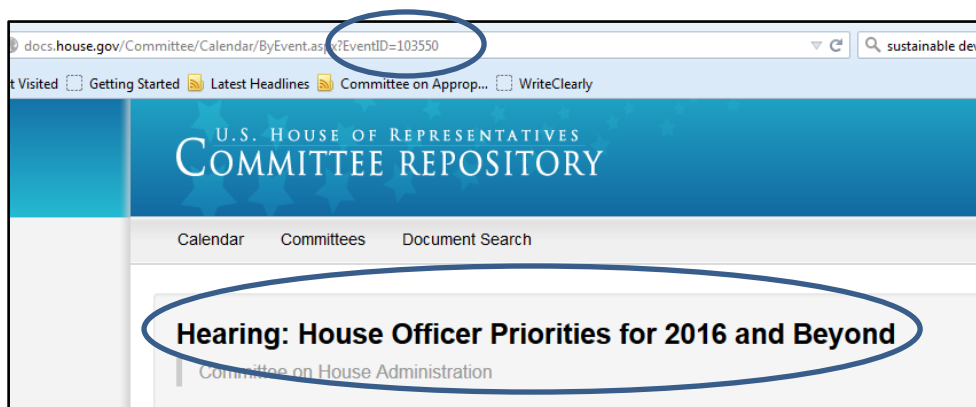 docs.house.gov/Committee/Calendar/ByEvent.aspx?EventID=103550 sustainable dev
t Visited Getting Started Latest Headlines Committee on Approp... WriteClearly
U.S. HOUSE OF REPRESENTATIVES
COMMITTEE REPOSITORY
Calendar Committees Document Search
Hearing: House Officer Priorities for 2016 and Beyond
Committee on House Administration